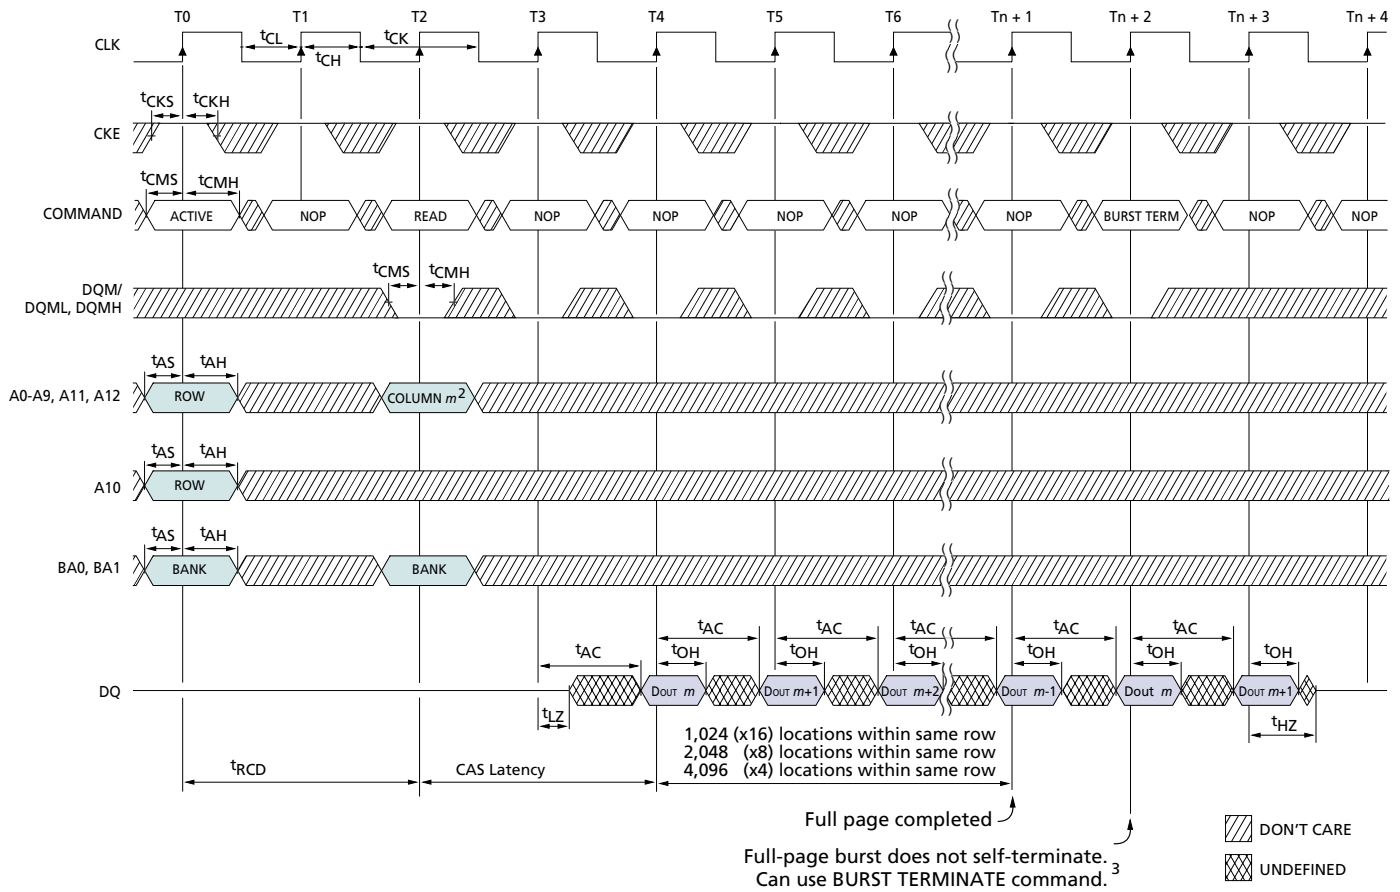 T0 T1 T2 T3 T4 T5 T6 Tn + 1 Tn + 2 Tn + 3 Tn + 4
CLK tCL tCH tCK
tCKS tCKH
CKE
tCMS tCMH
COMMAND ACTIVE NOP READ NOP NOP NOP NOP NOP BURST TERM NOP NOP
tCMS tCMH
DQM/
DQML, DQMH
tAS tAH
A0-A9, A11, A12 ROW COLUMN m2
tAS tAH
A10 ROW
tAS tAH
BA0, BA1 BANK BANK
tAC tAC tAC tAC tAC tAC
tOH tOH tOH tOH tOH tOH
DQ DOUT m DOUT m+1 DOUT m+2 DOUT m-1 Dout m DOUT m+1
tLZ tHZ
1,024 (x16) locations within same row
2,048 (x8) locations within same row
4,096 (x4) locations within same row
tRCD CAS Latency
Full page completed
Full-page burst does not self-terminate.
Can use BURST TERMINATE command. 3
DON'T CARE
UNDEFINED